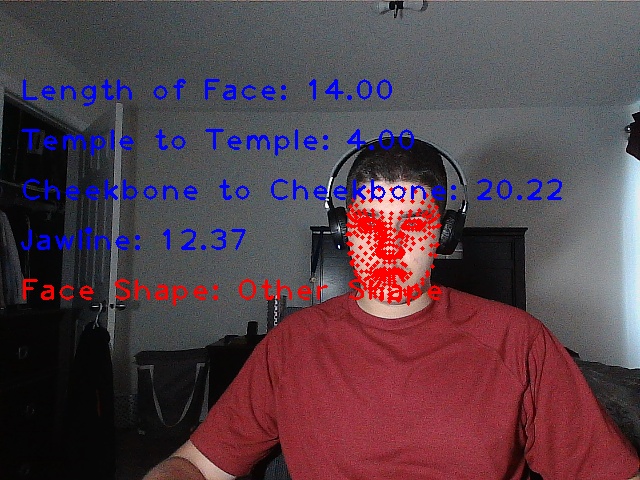 Length of Face: 14.00
Temple to Temple: 4.00
Cheekbone to Cheekbone: 20.22
Jawline: 12.37
Face Shape: Other Shape